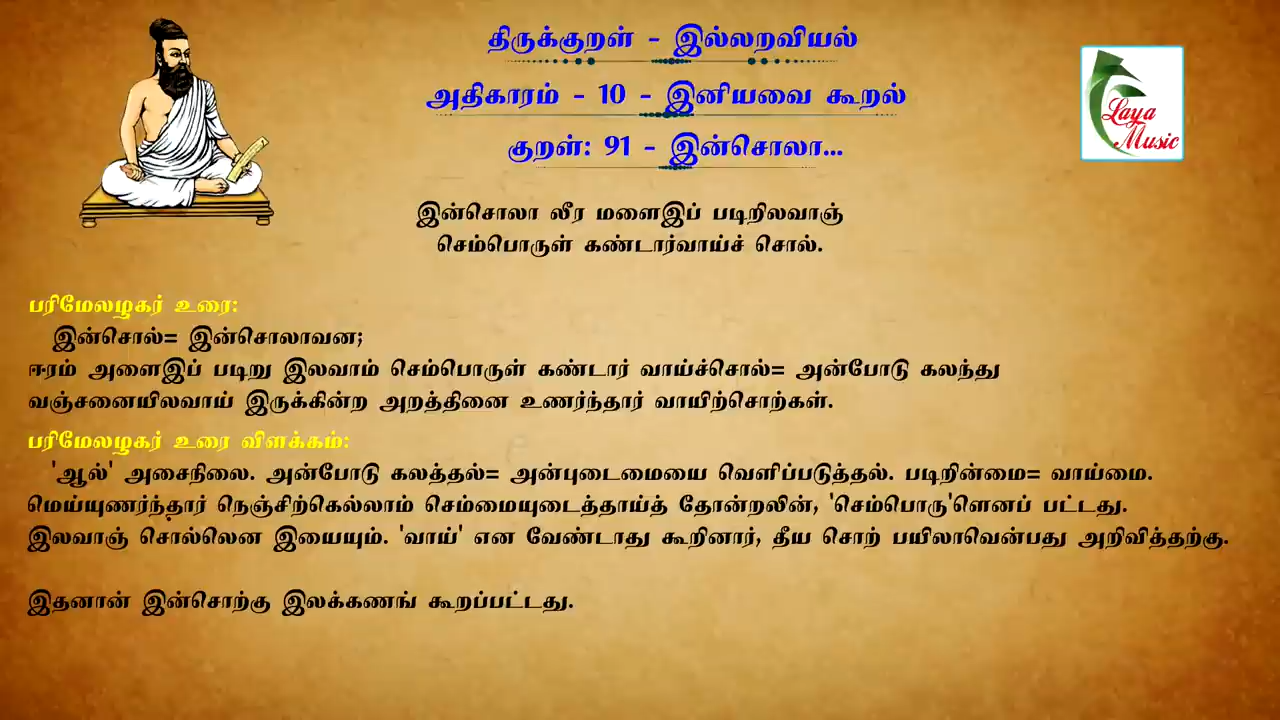 திருக்குறள் - இல்லறவியல்
அதிகாரம் - 10 - இனியவை கூறல்
குறள்: 91 - இன்சொலா...
Laya
Music
இன்சொலா லீர மளைஇப் படிறிலவாஞ்
செம்பொருள் கண்டார்வாய்ச் சொல்.
பரிமேலழகர் உரை:
இன்சொல்= இன்சொலாவன;
ஈரம் அளைஇப் படிறு இலவாம் செம்பொருள் கண்டார் வாய்ச்சொல்= அன்போடு கலந்து
வஞ்சனையிலவாய் இருக்கின்ற அறத்தினை உணர்ந்தார் வாயிற்சொற்கள்.
பரிமேலழகர் உரை விளக்கம்:
'ஆல்' அசைநிலை. அன்போடு கலத்தல்= அன்புடைமையை வெளிப்படுத்தல். படிறின்மை= வாய்மை.
மெய்யுணர்ந்தார் நெஞ்சிற்கெல்லாம் செம்மையுடைத்தாய்த் தோன்றலின், 'செம்பொரு'ளெனப் பட்டது.
இலவாஞ் சொல்லென இயையும். 'வாய்' என வேண்டாது கூறினார், தீய சொற் பயிலாவென்பது அறிவித்தற்கு.
இதனான் இன்சொற்கு இலக்கணங் கூறப்பட்டது.